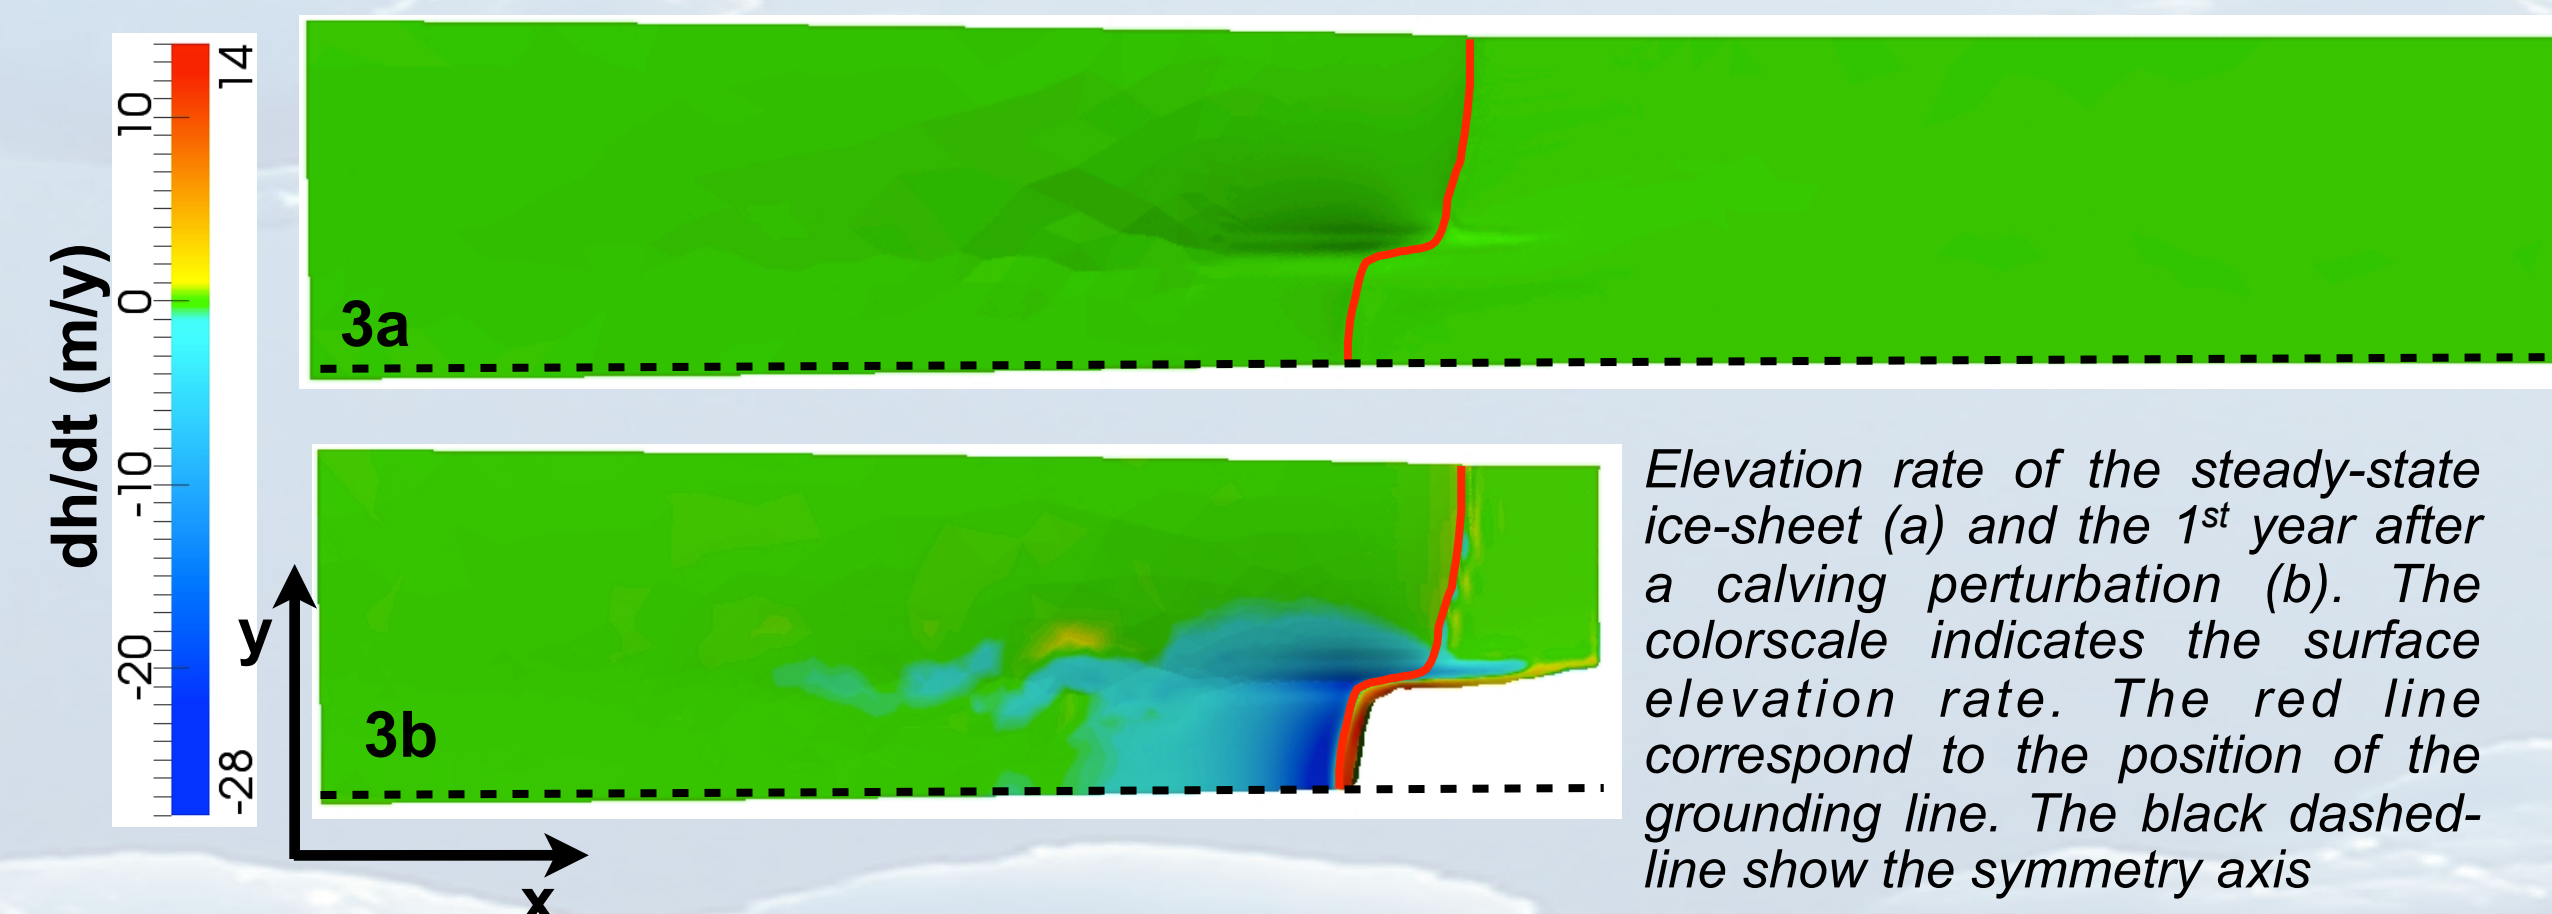 dh/dt (m/y)
14
10
0
-10
-20
-28
3a
3b
y
x
Elevation rate of the steady-state
ice-sheet (a) and the 1st year after
a calving perturbation (b). The
colorscale indicates the surface
elevation rate. The red line
correspond to the position of the
grounding line. The black dashed-
line show the symmetry axis